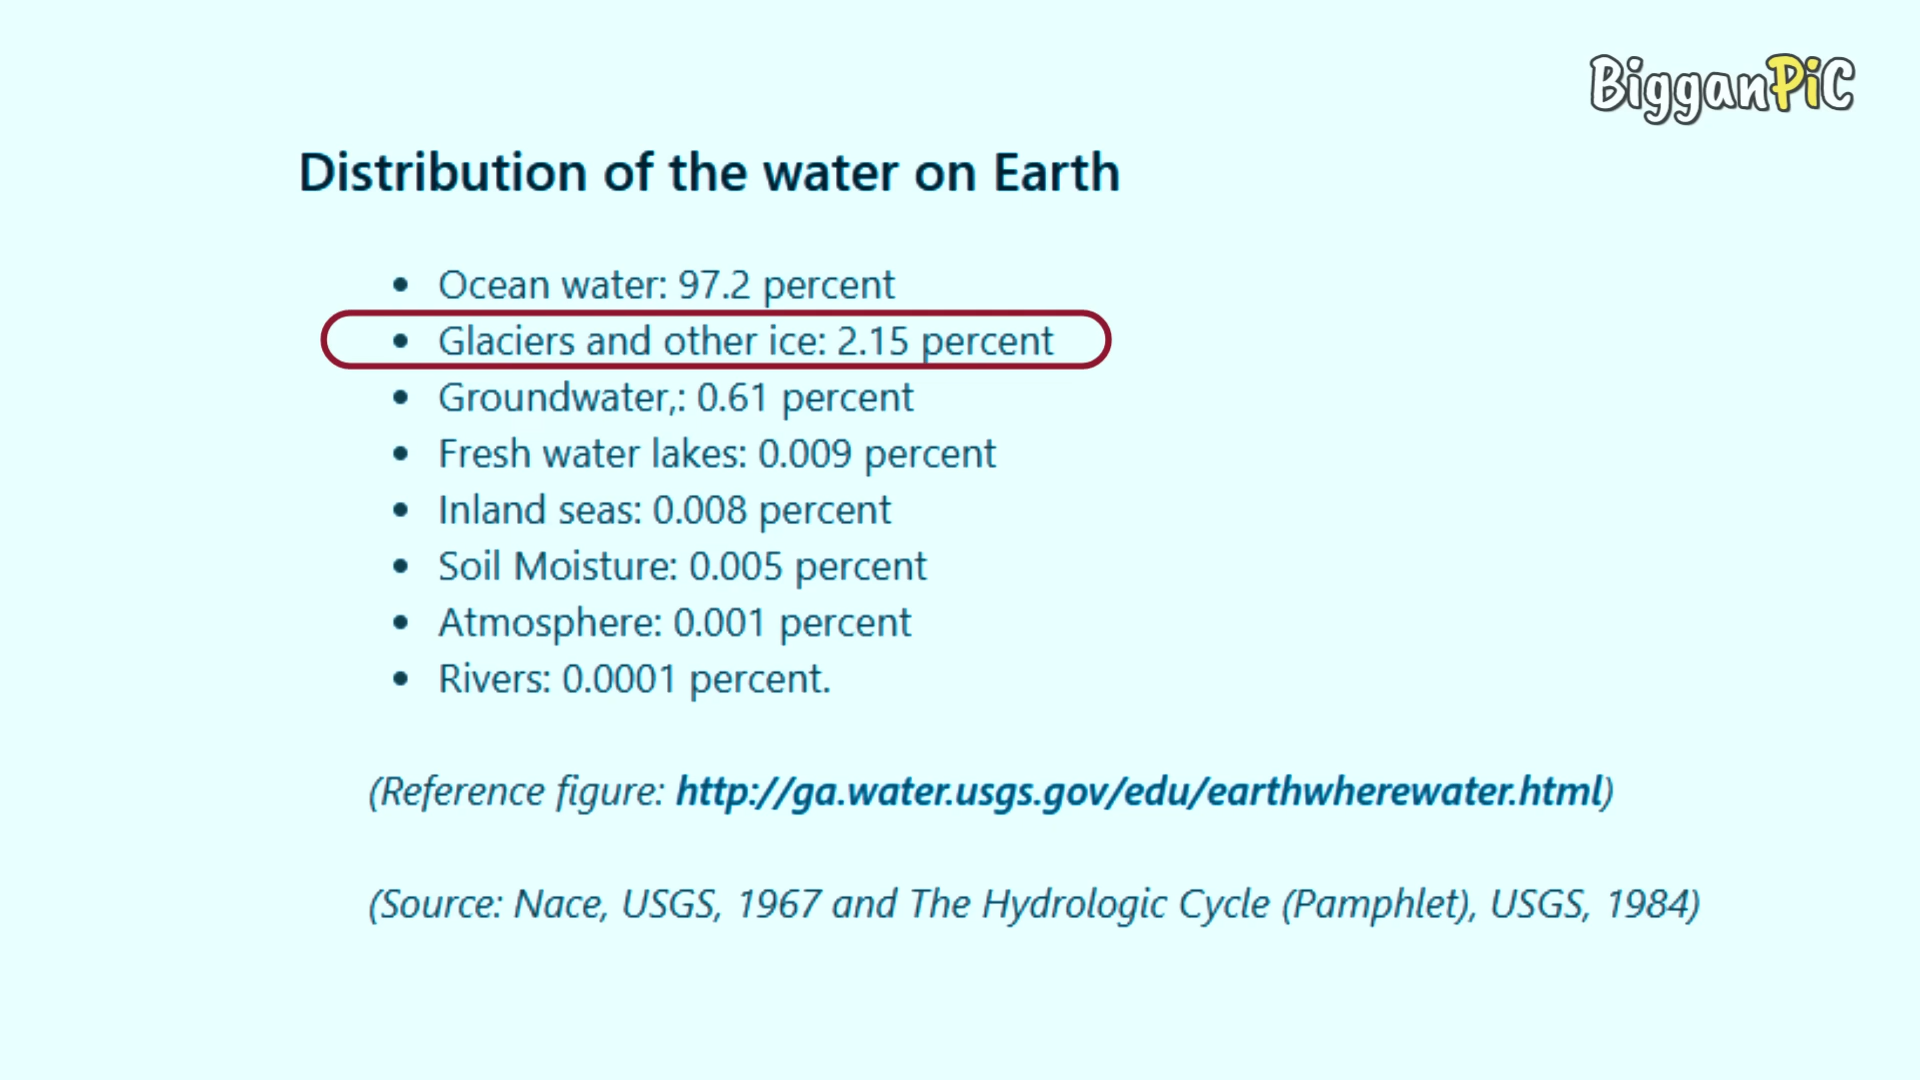 BigganPiC
Distribution of the water on Earth
• Ocean water: 97.2 percent
• Glaciers and other ice: 2.15 percent
• Groundwater,: 0.61 percent
• Fresh water lakes: 0.009 percent
• Inland seas: 0.008 percent
• Soil Moisture: 0.005 percent
• Atmosphere: 0.001 percent
• Rivers: 0.0001 percent.
(Reference figure: http://ga.water.usgs.gov/edu/earthwherewater.html)
(Source: Nace, USGS, 1967 and The Hydrologic Cycle (Pamphlet), USGS, 1984)